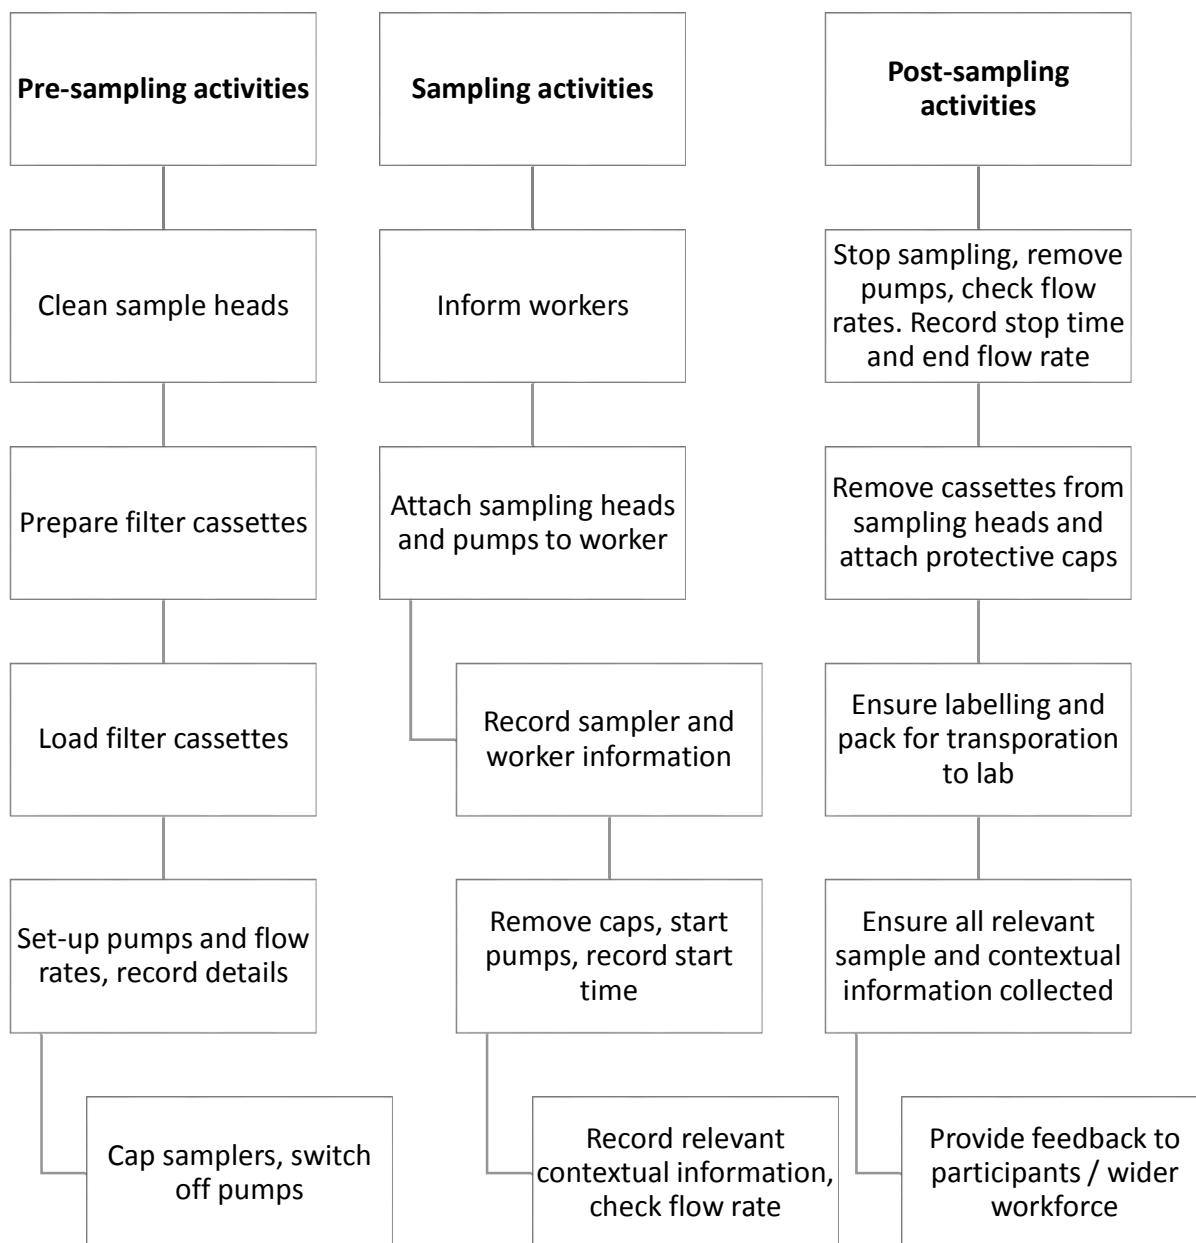 Pre-sampling activities
Clean sample heads
Prepare filter cassettes
Load filter cassettes
Set-up pumps and flow
rates, record details
Cap samplers, switch
off pumps
Sampling activities
Inform workers
Attach sampling heads
and pumps to worker
Record sampler and
worker information
Remove caps, start
pumps, record start
time
Record relevant
contextual information,
check flow rate
Post-sampling
activities
Stop sampling, remove
pumps, check flow
rates. Record stop time
and end flow rate
Remove cassettes from
sampling heads and
attach protective caps
Ensure labelling and
pack for transporation
to lab
Ensure all relevant
sample and contextual
information collected
Provide feedback to
participants / wider
workforce